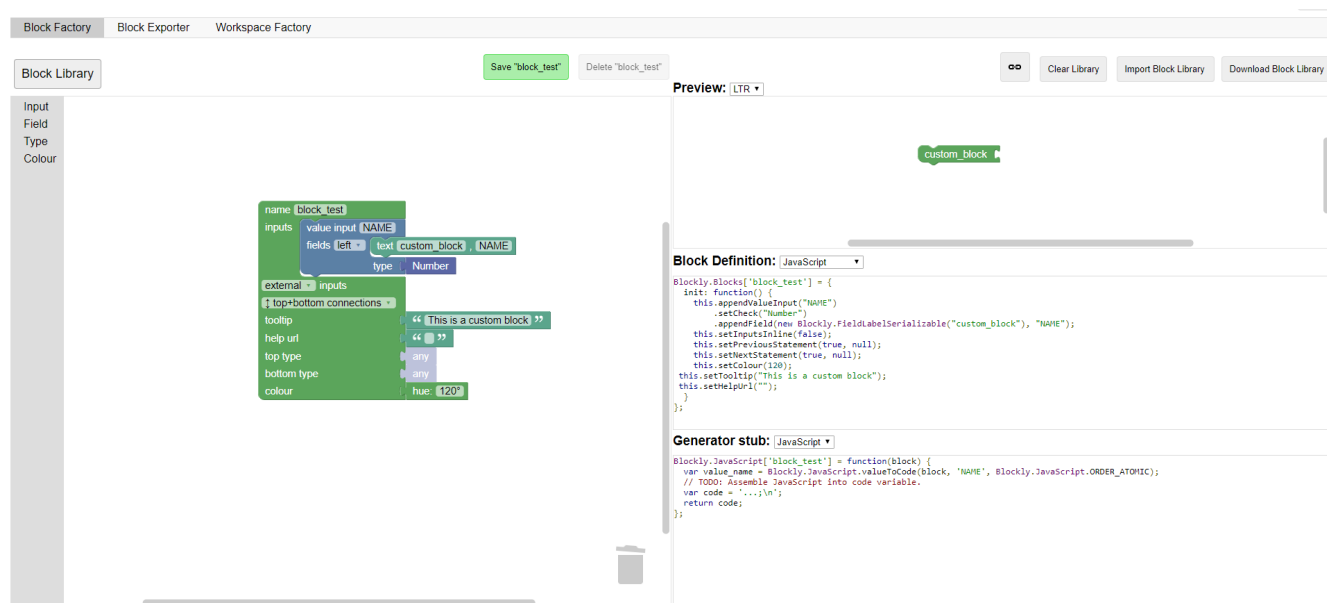 Block Factory Block Exporter Workspace Factory
Block Library Save "block_test" Delete "block_test" Clear Library Import Block Library Download Block Library
Input
Field
Type
Colour
name block_test
inputs value input NAME
fields left text custom_block , NAME
type Number
external inputs
↕ top+bottom connections
tooltip “ This is a custom block ”
help url “ ”
top type any
bottom type any
colour hue: 120°
Preview: LTR
custom_block
Block Definition: JavaScript
Blockly.Blocks['block_test'] = {
init: function() {
this.appendValueInput("NAME")
.setCheck("Number")
.appendField(new Blockly.FieldLabelSerializable("custom_block"), "NAME");
this.setInputsInline(false);
this.setPreviousStatement(true, null);
this.setNextStatement(true, null);
this.setColour(120);
this.setTooltip("This is a custom block");
this.setHelpUrl("");
}
};
Generator stub: JavaScript
Blockly.JavaScript['block_test'] = function(block) {
var value_name = Blockly.JavaScript.valueToCode(block, 'NAME', Blockly.JavaScript.ORDER_ATOMIC);
// TODO: Assemble JavaScript into code variable.
var code = '...;\n';
return code;
};